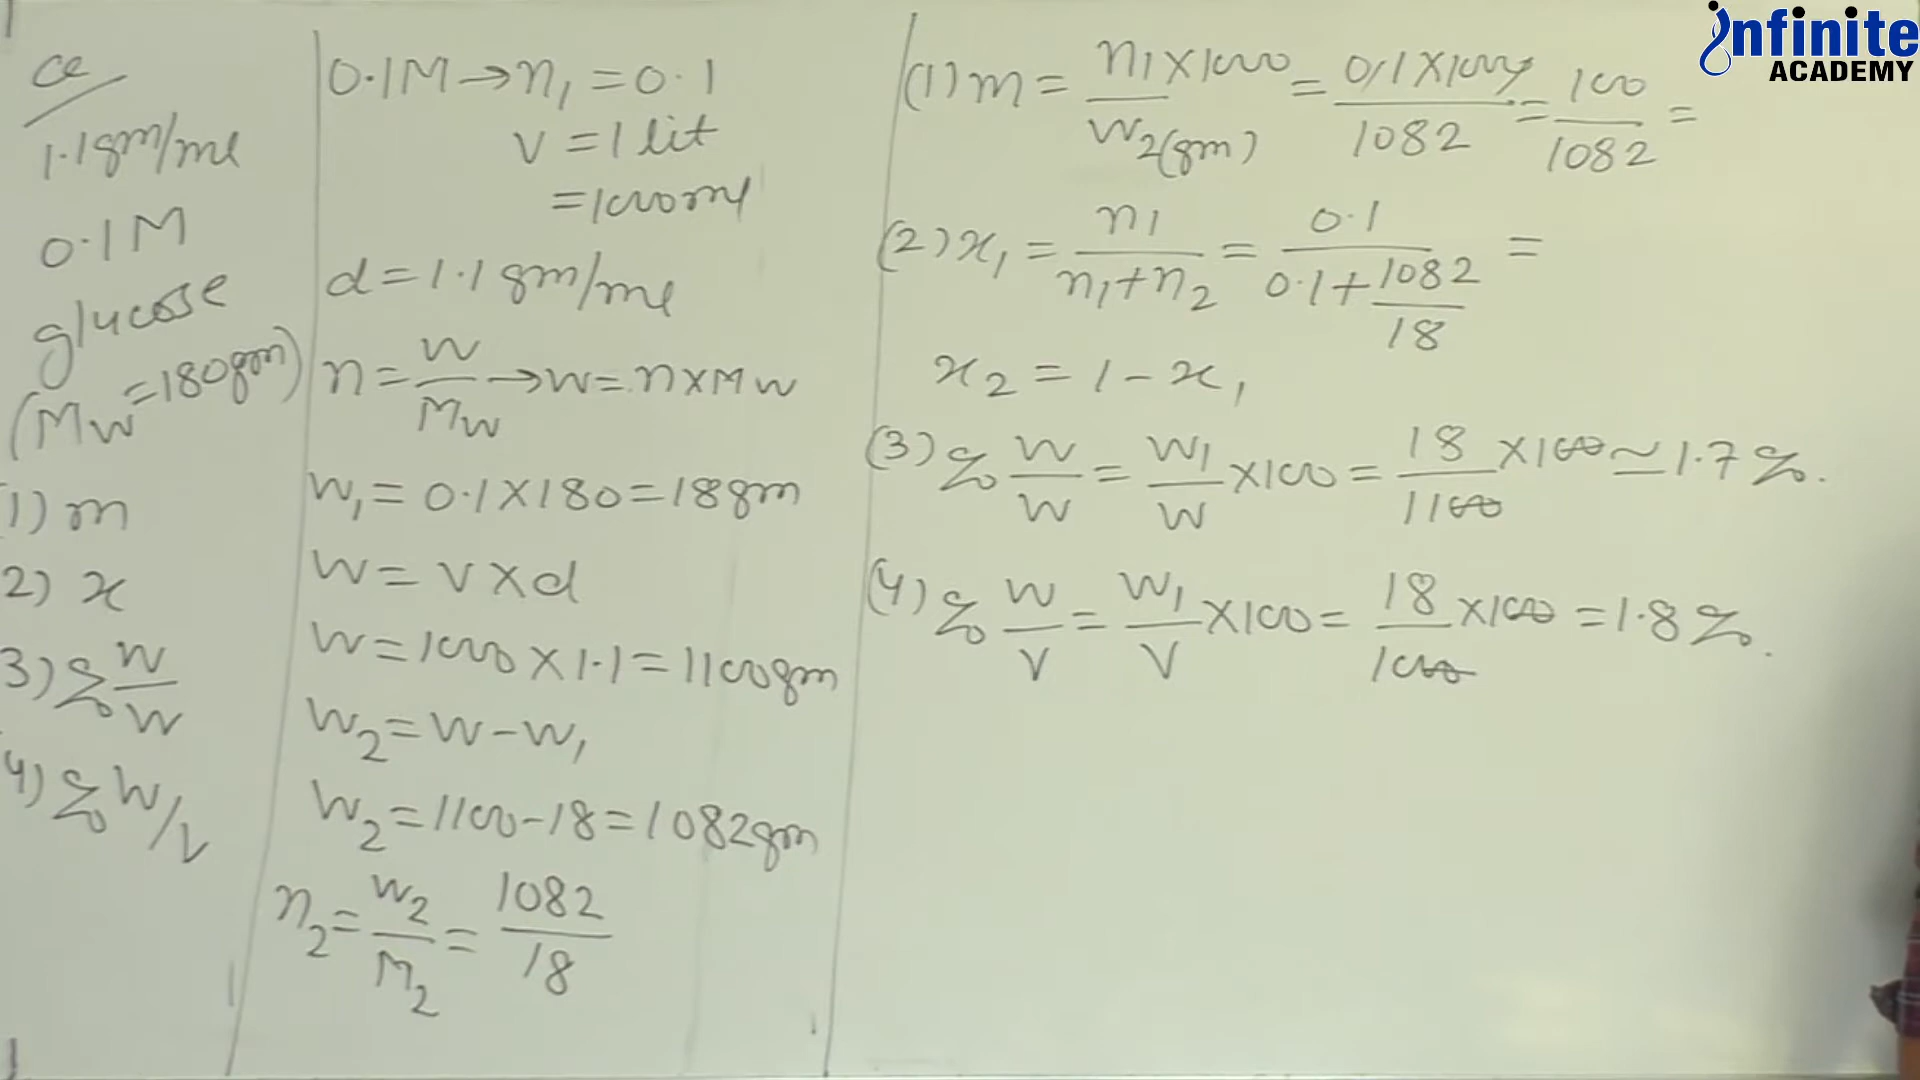 infinite
ACADEMY
Q
1.1gm/ml
0.1M
glucose
(Mw=180gm)
1) m
2) x
3) % w/w
4) % w/v
0.1M→n₁=0.1
v=1 lit
=1000ml
d=1.1gm/ml
n=w/Mw→w=n×Mw
w₁=0.1×180=18gm
w=v×d
w=1000×1.1=1100gm
w₂=w-w₁
w₂=1100-18=1082gm
n₂=w₂/M₂=1082/18
(1) m=n₁×1000/w₂(gm)=0.1×1000/1082=100/1082=
(2) x₁=n₁/n₁+n₂=0.1/0.1+1082/18=
x₂=1-x₁
(3) % w/w=w₁/w×100=18/1100×100≃1.7%.
(4) % w/v=w₁/v×100=18/1000×100=1.8%.